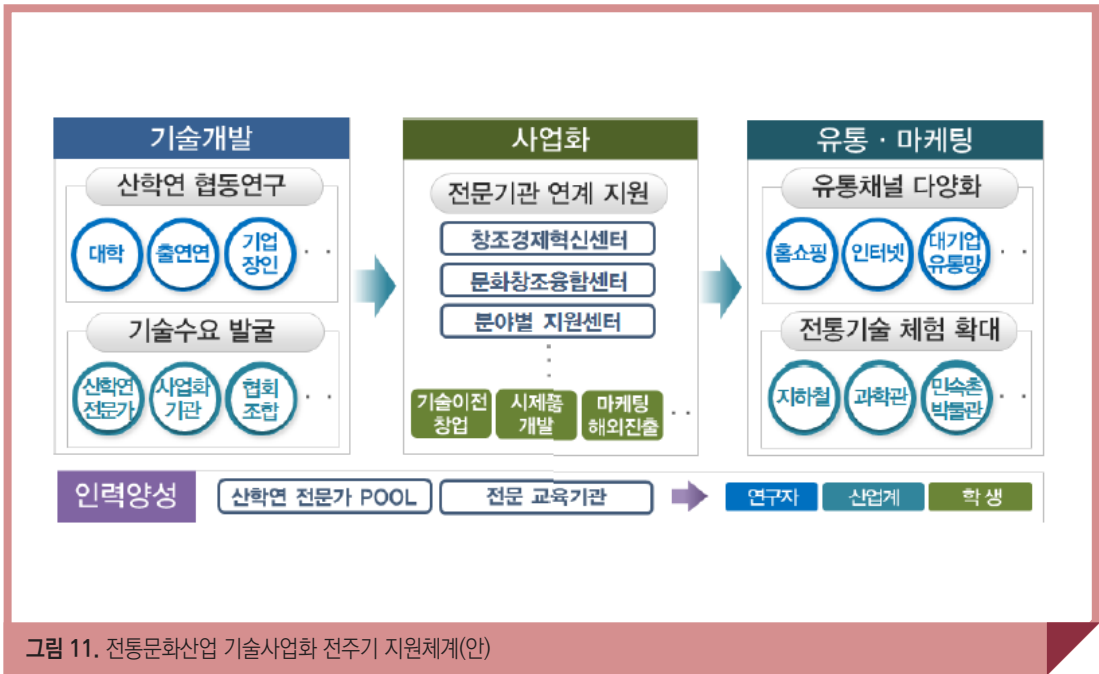 기술개발
산학연 협동연구
대학
출연연
기업
장인
· ·
기술수요 발굴
산학연
전문가
사업화
기관
협회
조합
· ·
사업화
전문기관 연계 지원
창조경제혁신센터
문화창조융합센터
분야별 지원센터
·
·
·
기술이전
창업
시제품
개발
마케팅
해외진출
· ·
유통 · 마케팅
유통채널 다양화
홈쇼핑
인터넷
대기업
유통망
· ·
전통기술 체험 확대
지하철
과학관
민속촌
박물관
· ·
인력양성
산학연 전문가 POOL
전문 교육기관
연구자
산업계
학생
그림 11. 전통문화산업 기술사업화 전주기 지원체계(안)